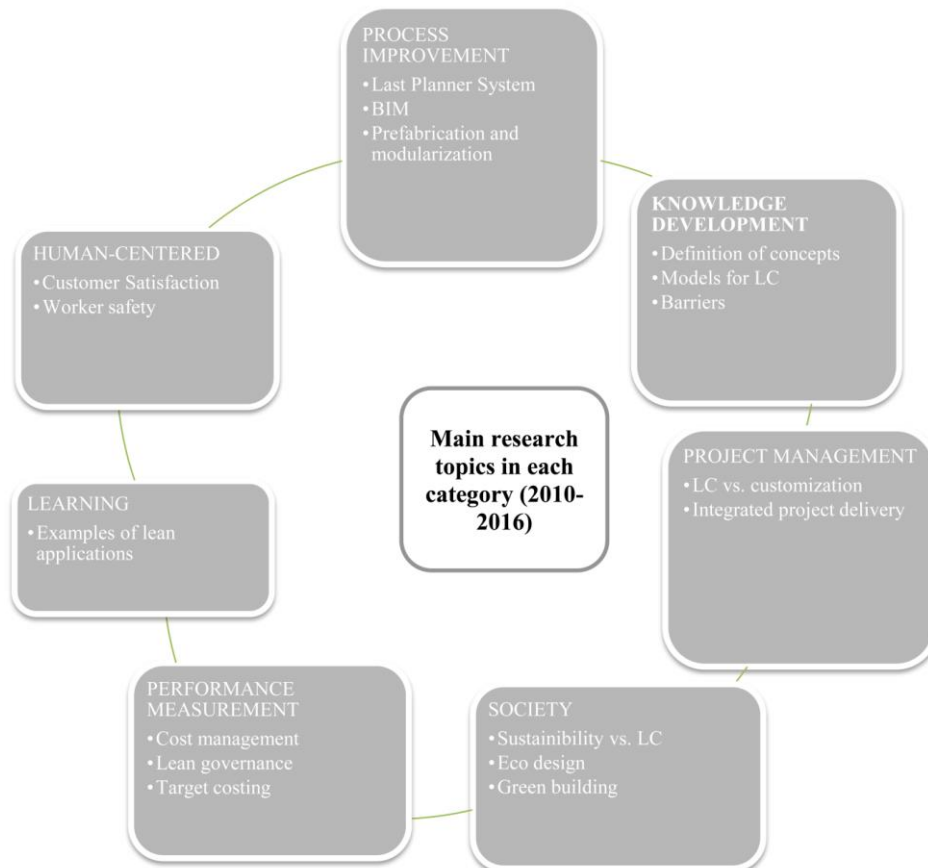 PROCESS
IMPROVEMENT
•Last Planner System
•BIM
•Prefabrication and
modularization
KNOWLEDGE
DEVELOPMENT
•Definition of concepts
•Models for LC
•Barriers
PROJECT MANAGEMENT
•LC vs. customization
•Integrated project delivery
SOCIETY
•Sustainibility vs. LC
•Eco design
•Green building
PERFORMANCE
MEASUREMENT
•Cost management
•Lean governance
•Target costing
LEARNING
•Examples of lean
applications
HUMAN-CENTERED
•Customer Satisfaction
•Worker safety
Main research
topics in each
category (2010-
2016)